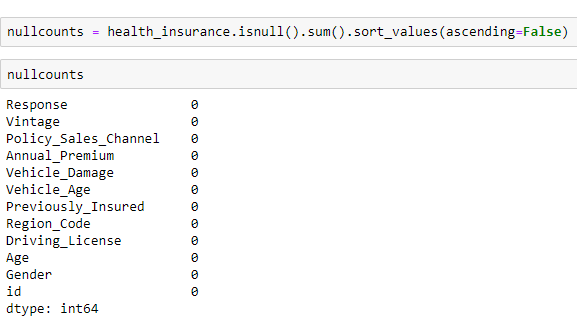 nullcounts = health_insurance.isnull().sum().sort_values(ascending=False)
nullcounts
Response 0
Vintage 0
Policy_Sales_Channel 0
Annual_Premium 0
Vehicle_Damage 0
Vehicle_Age 0
Previously_Insured 0
Region_Code 0
Driving_License 0
Age 0
Gender 0
id 0
dtype: int64